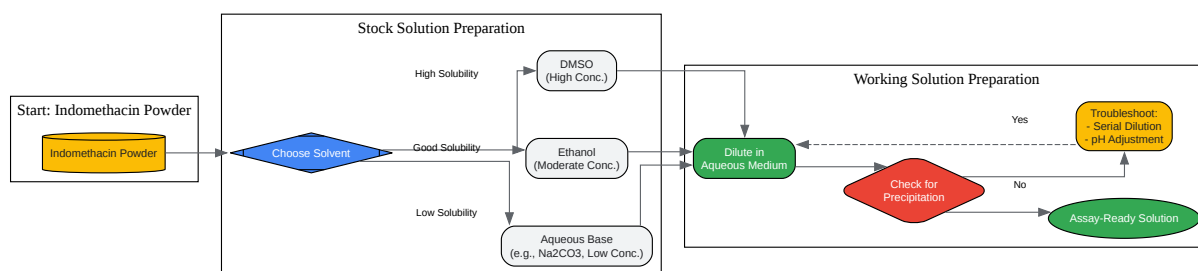 Start: Indomethacin Powder
Indomethacin Powder
Stock Solution Preparation
Choose Solvent
High Solubility
Good Solubility
Low Solubility
DMSO
(High Conc.)
Ethanol
(Moderate Conc.)
Aqueous Base
(e.g., Na2CO3, Low Conc.)
Working Solution Preparation
Dilute in
Aqueous Medium
Check for
Precipitation
Yes
No
Troubleshoot:
- Serial Dilution
- pH Adjustment
Assay-Ready Solution